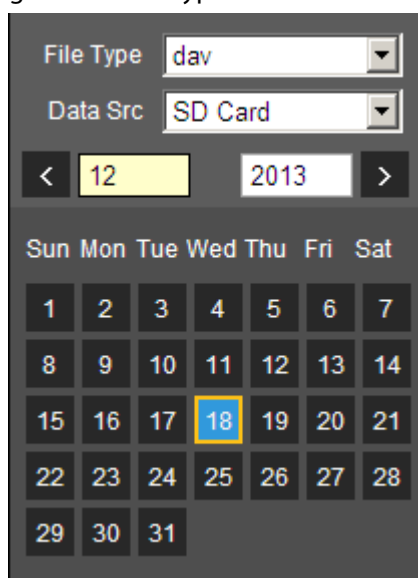 File Type dav
Data Src SD Card
< 12 2013 >
Sun Mon Tue Wed Thu Fri Sat
1 2 3 4 5 6 7
8 9 10 11 12 13 14
15 16 17 18 19 20 21
22 23 24 25 26 27 28
29 30 31